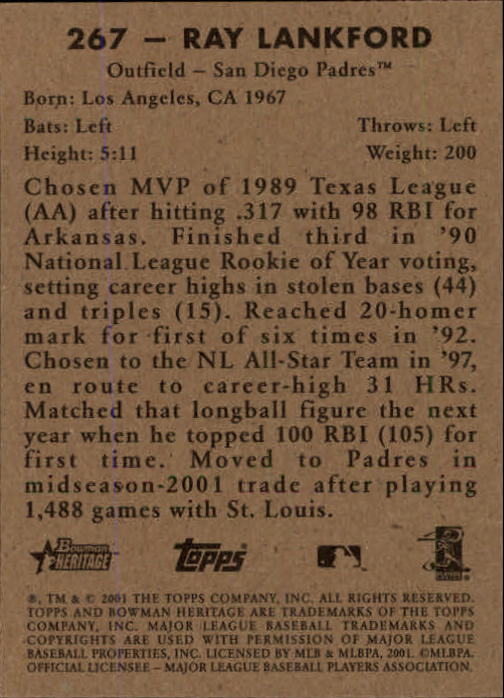 267 – RAY LANKFORD
Outfield – San Diego Padres™
Born: Los Angeles, CA 1967
Bats: Left Throws: Left
Height: 5:11 Weight: 200
Chosen MVP of 1989 Texas League
(AA) after hitting .317 with 98 RBI for
Arkansas. Finished third in '90
National League Rookie of Year voting,
setting career highs in stolen bases (44)
and triples (15). Reached 20-homer
mark for first of six times in '92.
Chosen to the NL All-Star Team in '97,
en route to career-high 31 HRs.
Matched that longball figure the next
year when he topped 100 RBI (105) for
first time. Moved to Padres in
midseason-2001 trade after playing
1,488 games with St. Louis.
Bowman
HERITAGE Topps
®, TM & © 2001 THE TOPPS COMPANY, INC. ALL RIGHTS RESERVED.
TOPPS AND BOWMAN HERITAGE ARE TRADEMARKS OF THE TOPPS
COMPANY, INC. MAJOR LEAGUE BASEBALL TRADEMARKS AND
COPYRIGHTS ARE USED WITH PERMISSION OF MAJOR LEAGUE
BASEBALL PROPERTIES, INC. LICENSED BY MLB & MLBPA, 2001. ©MLBPA.
OFFICIAL LICENSEE – MAJOR LEAGUE BASEBALL PLAYERS ASSOCIATION.